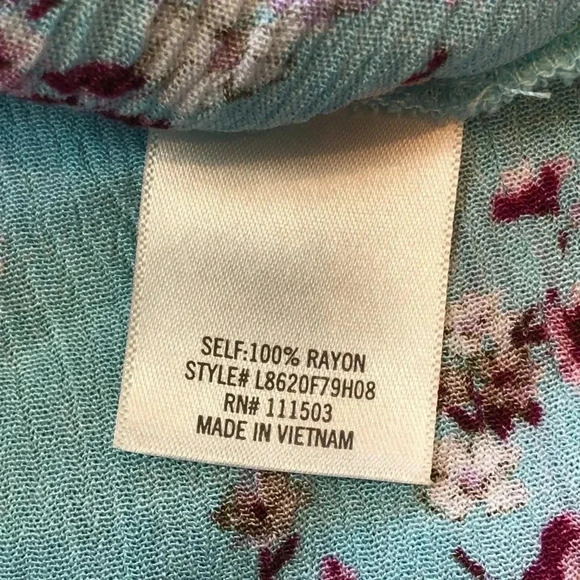 SELF:100% RAYON
STYLE# L8620F79H08
RN# 111503
MADE IN VIETNAM